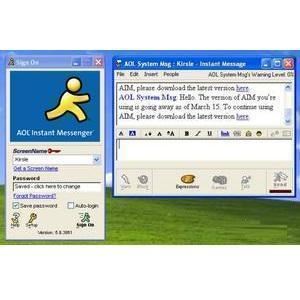 Sign On
AOL Instant Messenger
ScreenName
Kirsle
Get a Screen Name
Password
Saved - click here to change
Forgot Password?
Save password
Auto-login
Help
Setup
Sign On
Version: 5.9.3861
AOL System Msg : Kirsle - Instant Message
File Edit Insert People
AOL System Msg's Warning Level: 0%
AIM, please download the latest version here.
AOL System Msg: Hello. The version of AIM you're
using is going away as of March 15. To continue using
AIM, please download the latest version here.
Warn
Block
Expressions
Games
Talk
Send